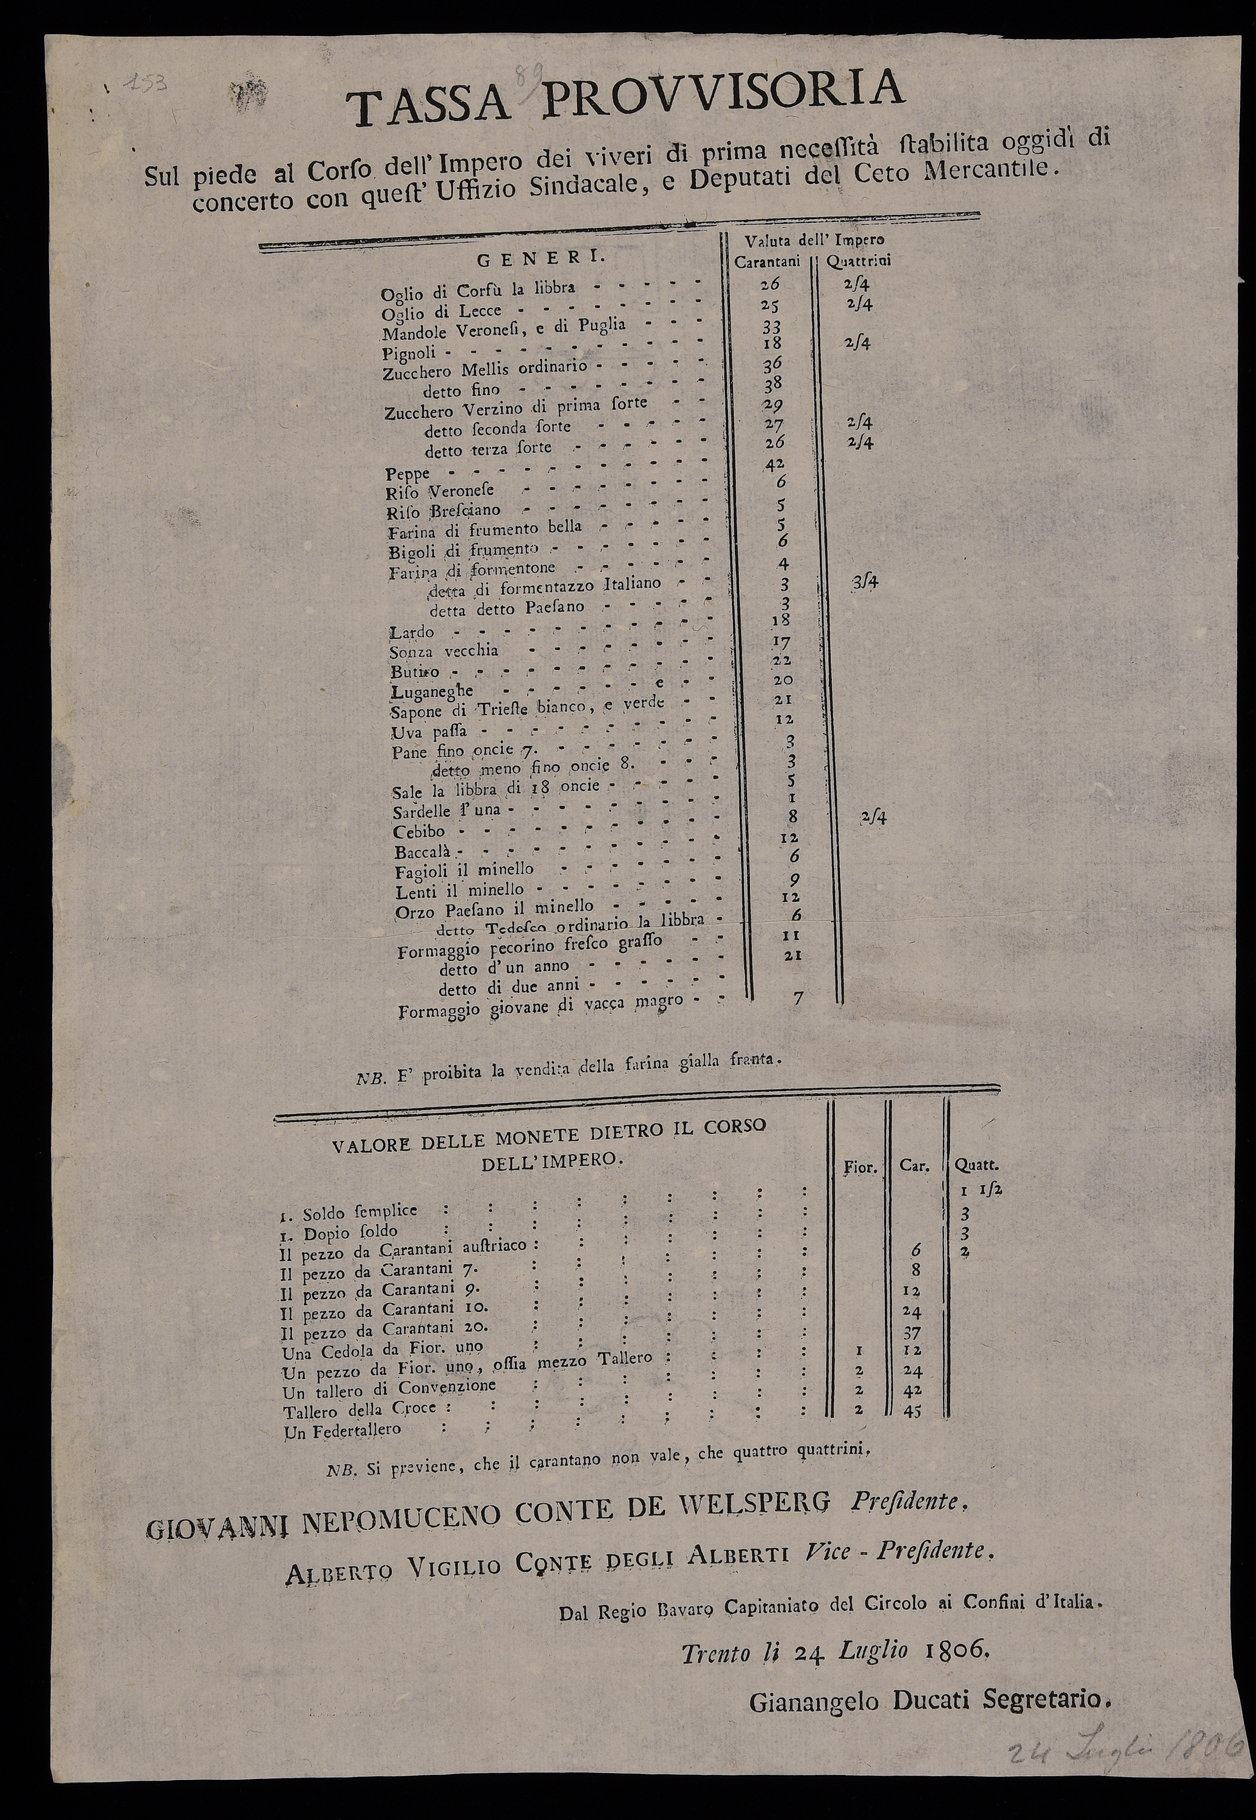 153
89
TASSA PROVVISORIA
Sul piede al Corſo dell' Impero dei viveri di prima neceſſità ſtabilita oggidì di
concerto con queſt' Uffizio Sindacale, e Deputati del Ceto Mercantile.
GENERI. Valuta dell' Impero
Carantani Quattrini
Oglio di Corfù la libbra - - - - - 26 2/4
Oglio di Lecce - - - - - - - 25 2/4
Mandole Veroneſi, e di Puglia - - - 33
Pignoli - - - - - - - - - - 18 2/4
Zucchero Mellis ordinario - - - - - 36
detto fino - - - - - - - - 38
Zucchero Verzino di prima ſorte - - 29
detto ſeconda ſorte - - - - - 27 2/4
detto terza ſorte - - - - - - 26 2/4
Peppe - - - - - - - - - - 42
Riſo Veroneſe - - - - - - - - 6
Riſo Breſciano - - - - - - - - 5
Farina di frumento bella - - - - - 5
Bigoli di frumento - - - - - - - 6
Farina di formentone - - - - - - 4
detta di formentazzo Italiano - - 3 3/4
detta detto Paeſano - - - - - 3
Lardo - - - - - - - - - - 18
Sonza vecchia - - - - - - - - 17
Butiro - - - - - - - - - - 22
Luganeghe - - - - - - - - 20
Sapone di Trieſte bianco, e verde - - 21
Uva paſſa - - - - - - - - - 12
Pane fino oncie 7. - - - - - - - 3
detto meno fino oncie 8. - - - 3
Sale la libbra di 18 oncie - - - - - 5
Sardelle l' una - - - - - - - - - 1
Cebibo - - - - - - - - - - - 8 2/4
Baccalà - - - - - - - - - - - 12
Fagioli il minello - - - - - - - 6
Lenti il minello - - - - - - - - 9
Orzo Paeſano il minello - - - - - 12
detto Tedeſco ordinario la libbra - 6
Formaggio pecorino freſco graſſo - - 11
detto d' un anno - - - - - - 21
detto di due anni - - - - - -
Formaggio giovane di vacca magro - - 7
NB. E' proibita la vendita della farina gialla franta.
VALORE DELLE MONETE DIETRO IL CORSO
DELL' IMPERO. Fior. Car. Quatt.
1. Soldo ſemplice : : : : : : : : : 1 1/2
1. Dopio ſoldo : : : : : : : : : 3
Il pezzo da Carantani auſtriaco : : : : : : : 3
Il pezzo da Carantani 7. : : : : : : : 6 2
Il pezzo da Carantani 9. : : : : : : : 8
Il pezzo da Carantani 10. : : : : : : : 12
Il pezzo da Carantani 20. : : : : : : : 24
Una Cedola da Fior. uno : : : : : : : 37
Un pezzo da Fior. uno, oſſia mezzo Tallero : : : : 1 12
Un tallero di Convenzione : : : : : : : 2 24
Tallero della Croce : : : : : : : : : 2 42
Un Federtallero : : : : : : : : : 2 45
NB. Si previene, che il carantano non vale, che quattro quattrini.
GIOVANNI NEPOMUCENO CONTE DE WELSPERG Preſidente.
ALBERTO VIGILIO CONTE DEGLI ALBERTI Vice - Preſidente.
Dal Regio Bavaro Capitaniato del Circolo ai Confini d' Italia.
Trento li 24 Luglio 1806.
Gianangelo Ducati Segretario.
24 Luglio 1806